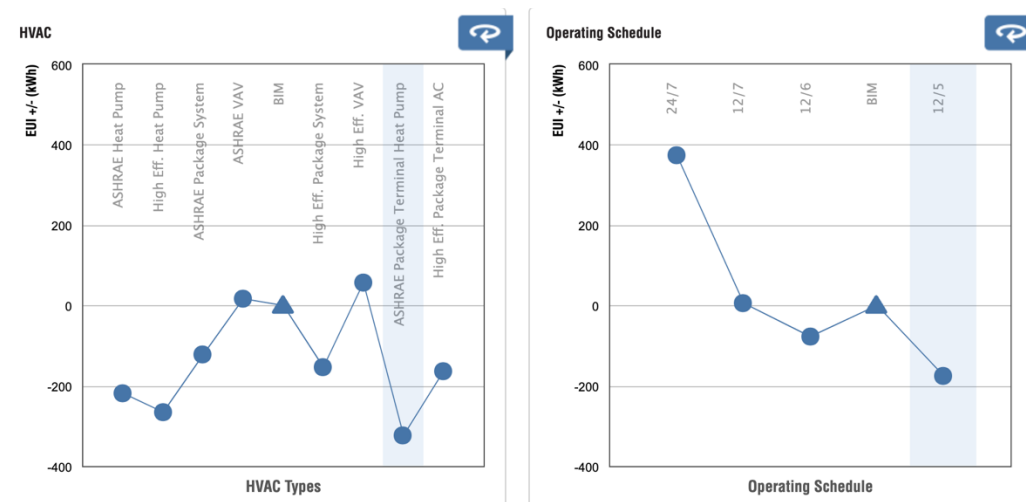 HVAC
EUI +/- (kWh)
600
400
200
0
-200
-400
ASHRAE Heat Pump
High Eff. Heat Pump
ASHRAE Package System
ASHRAE VAV
BIM
High Eff. Package System
High Eff. VAV
ASHRAE Package Terminal Heat Pump
High Eff. Package Terminal AC
HVAC Types
Operating Schedule
EUI +/- (kWh)
600
400
200
0
-200
-400
24/7
12/7
12/6
BIM
12/5
Operating Schedule